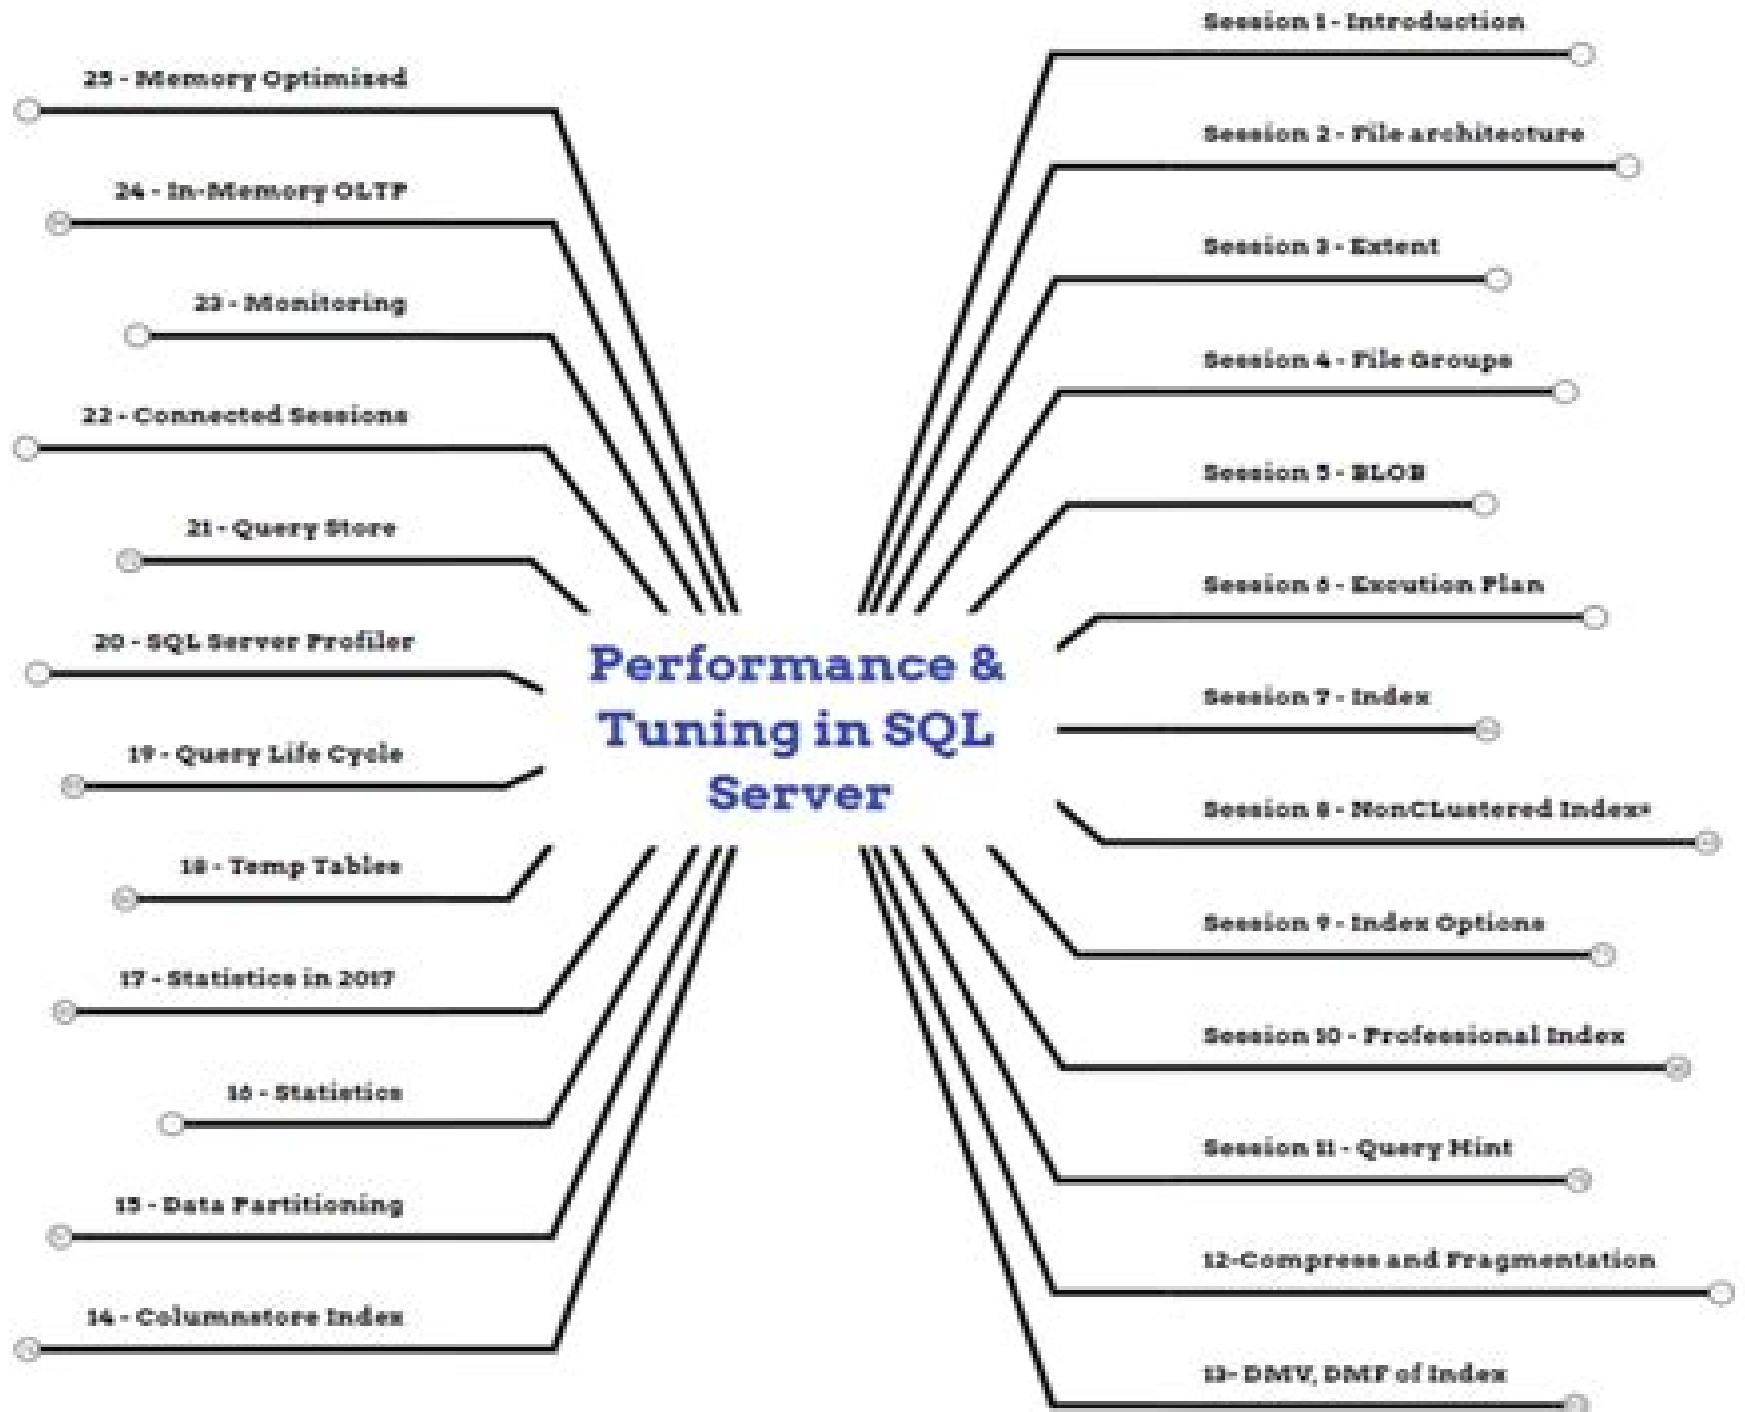 Performance &
Tuning in SQL
Server
Session 1 - Introduction
Session 2 - File architecture
Session 3 - Extent
Session 4 - File Groups
Session 5 - BLOB
Session 6 - Excution Plan
Session 7 - Index
Session 8 - NonCLustered Index*
Session 9 - Index Options
Session 10 - Professional Index
Session 11 - Query Hint
12-Compress and Fragmentation
13- DMV, DMF of Index
14 - Columnstore Index
15 - Data Partitioning
16 - Statistics
17 - Statistics in 2017
18 - Temp Tables
19 - Query Life Cycle
20 - SQL Server Profiler
21 - Query Store
22 - Connected Sessions
23 - Monitoring
24 - In-Memory OLTP
25 - Memory Optimized